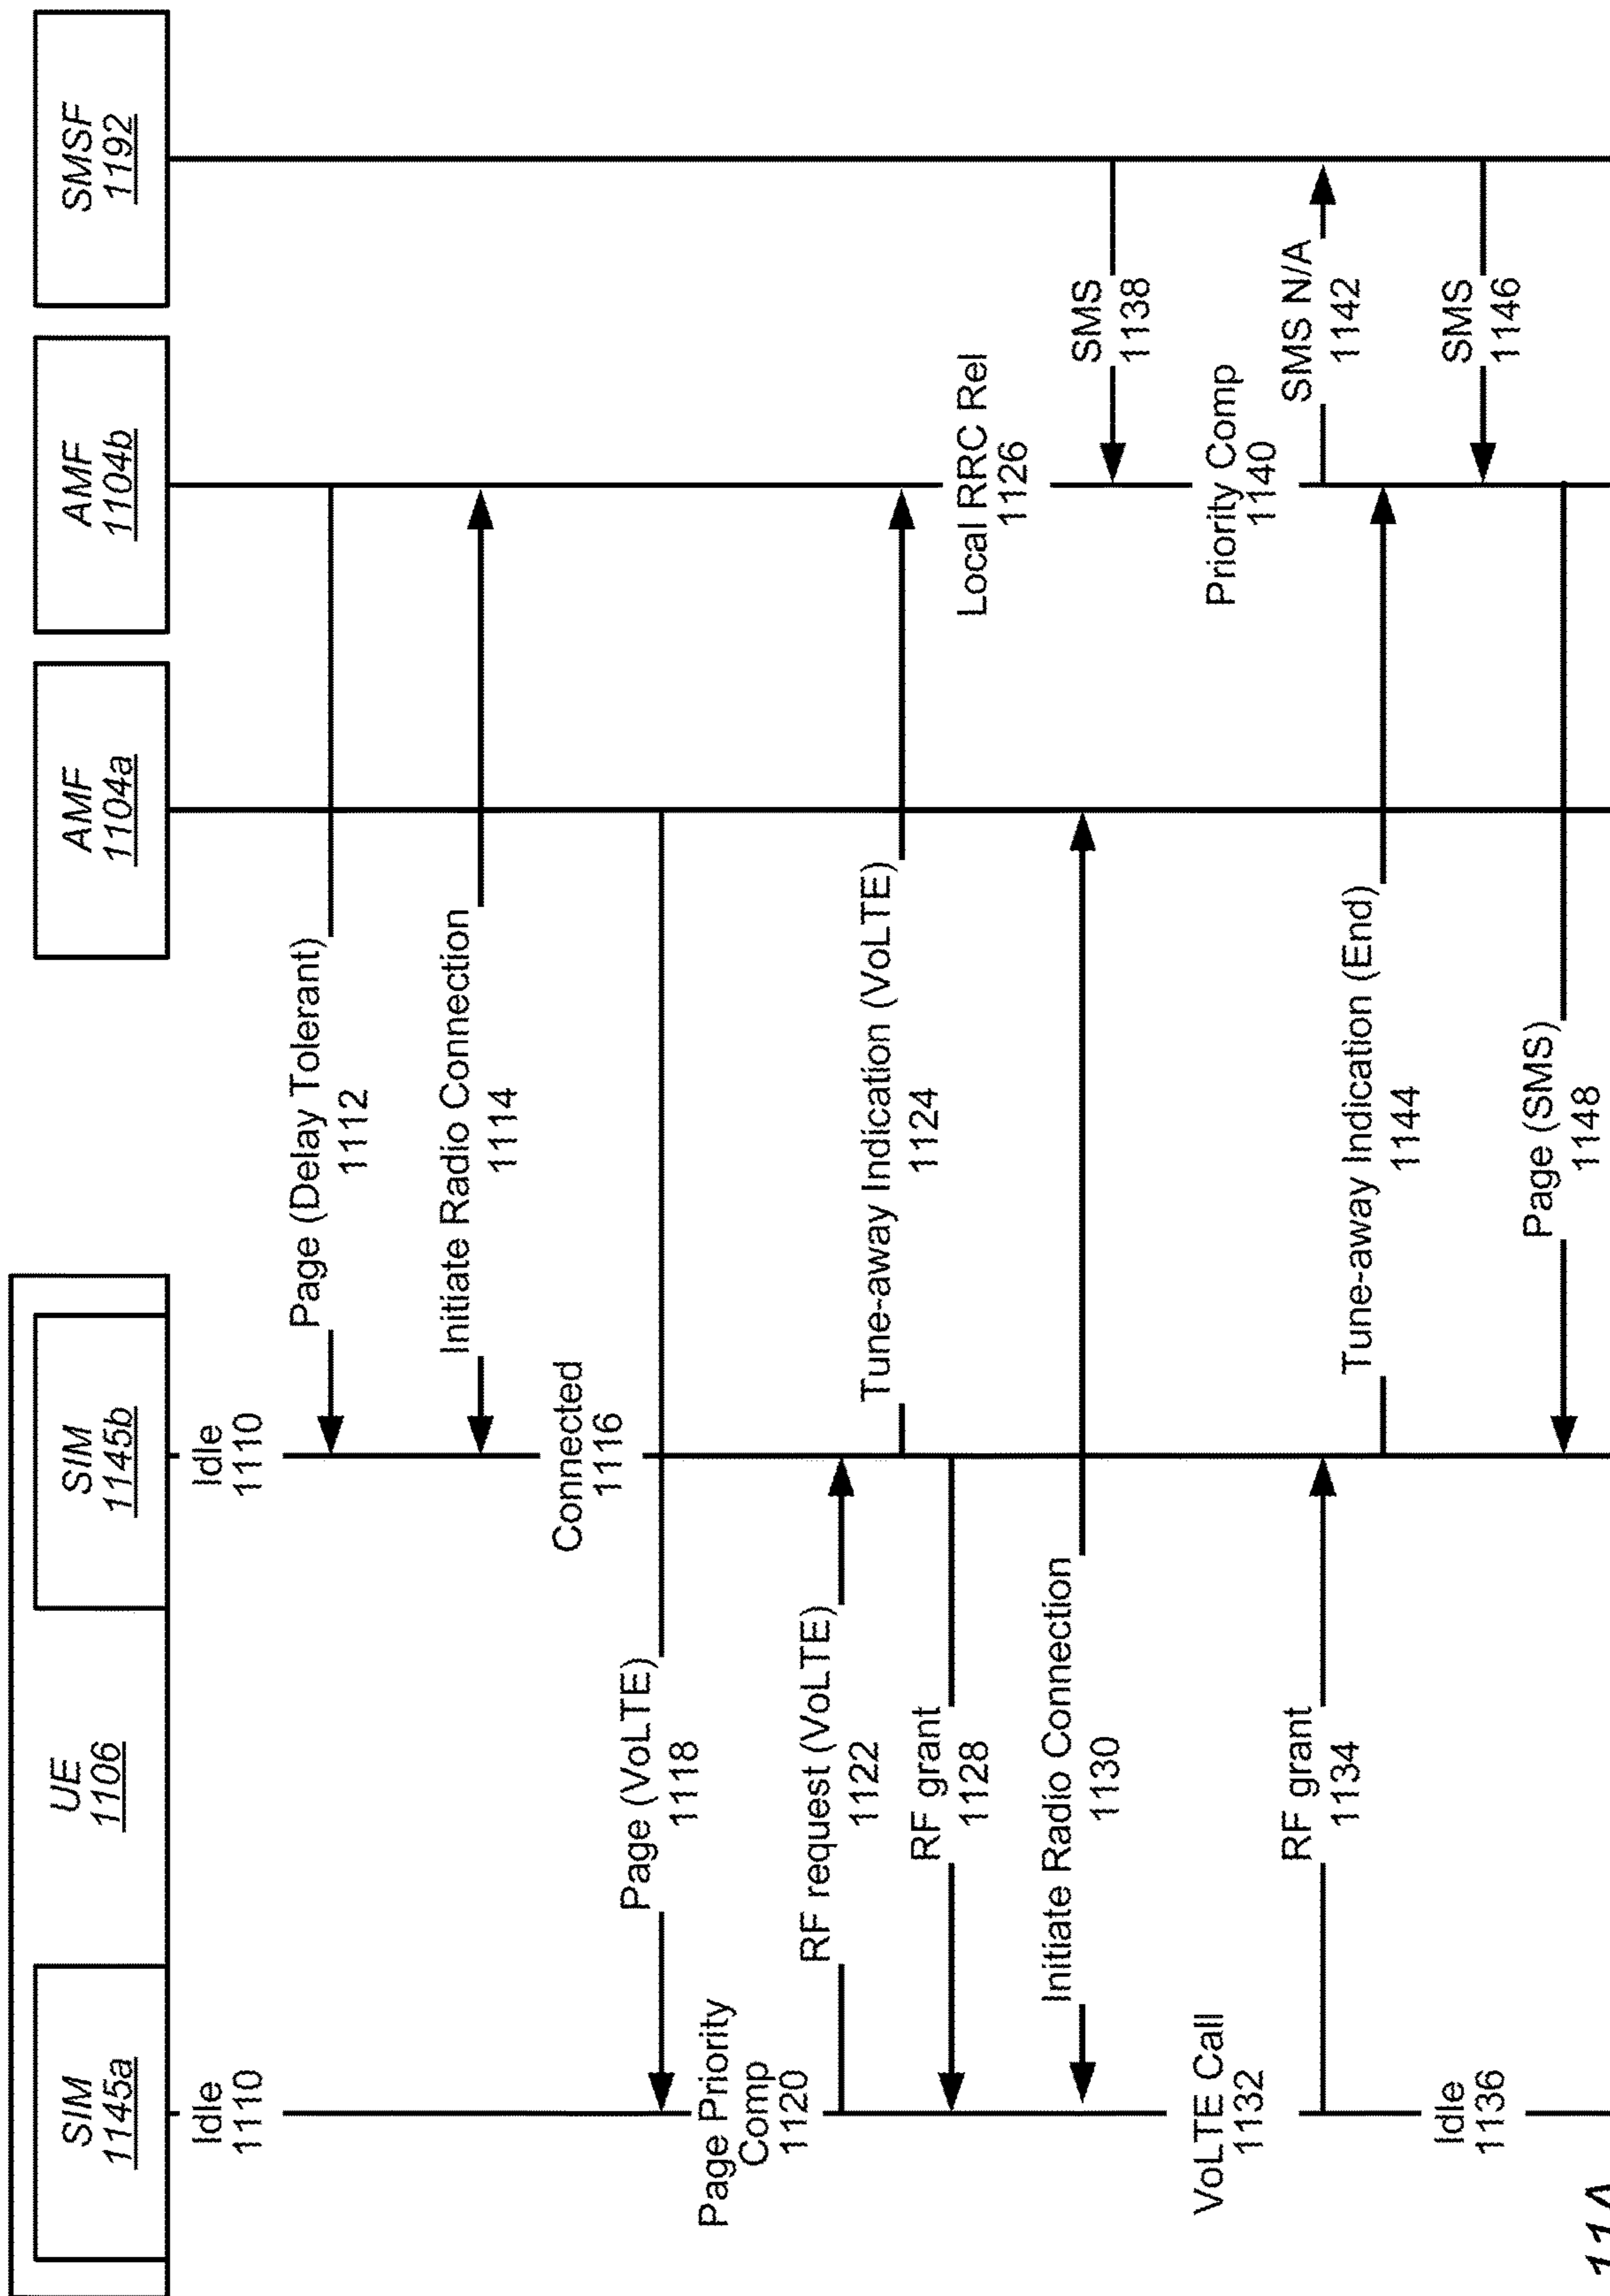 UE
1106
SIM
1145a
SIM
1145b
AMF
1104a
AMF
1104b
SMSF
1192
Idle
1110
Idle
1110
Page (Delay Tolerant)
1112
Initiate Radio Connection
1114
Connected
1116
Page (VoLTE)
1118
Page Priority
Comp
1120
RF request (VoLTE)
1122
Tune-away Indication (VoLTE)
1124
RF grant
1128
Local RRC Rel
1126
Initiate Radio Connection
1130
SMS
1138
VoLTE Call
1132
Priority Comp
1140
RF grant
1134
SMS N/A
1142
Tune-away Indication (End)
1144
Idle
1136
SMS
1146
Page (SMS)
1148